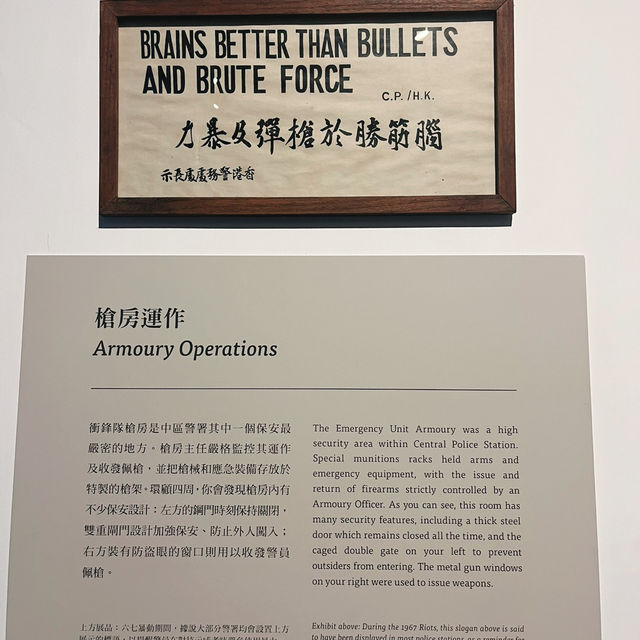 BRAINS BETTER THAN BULLETS
AND BRUTE FORCE
C.P. /H.K.
力暴及彈槍於勝筋腦
示長處處務警港香
槍房運作
Armoury Operations
衝鋒隊槍房是中區警署其中一個保安最
嚴密的地方。槍房主任嚴格監控其運作
及收發佩槍，並把槍械和應急裝備存放於
特製的槍架。環顧四周，你會發現槍房內有
不少保安設計：左方的鋼門時刻保持關閉，
雙重閘門設計加強保安、防止外人闖入；
右方裝有防盜眼的窗口則用以收發警員
佩槍。
The Emergency Unit Armoury was a high
security area within Central Police Station.
Special munitions racks held arms and
emergency equipment, with the issue and
return of firearms strictly controlled by an
Armoury Officer. As you can see, this room has
many security features, including a thick steel
door which remains closed all the time, and the
caged double gate on your left to prevent
outsiders from entering. The metal gun windows
on your right were used to issue weapons.
上方展品：六七暴動期間，據說大部分警署均會設置上方
Exhibit above: During the 1967 Riots, this slogan above is said
to have been displayed in most police stations, as a reminder for